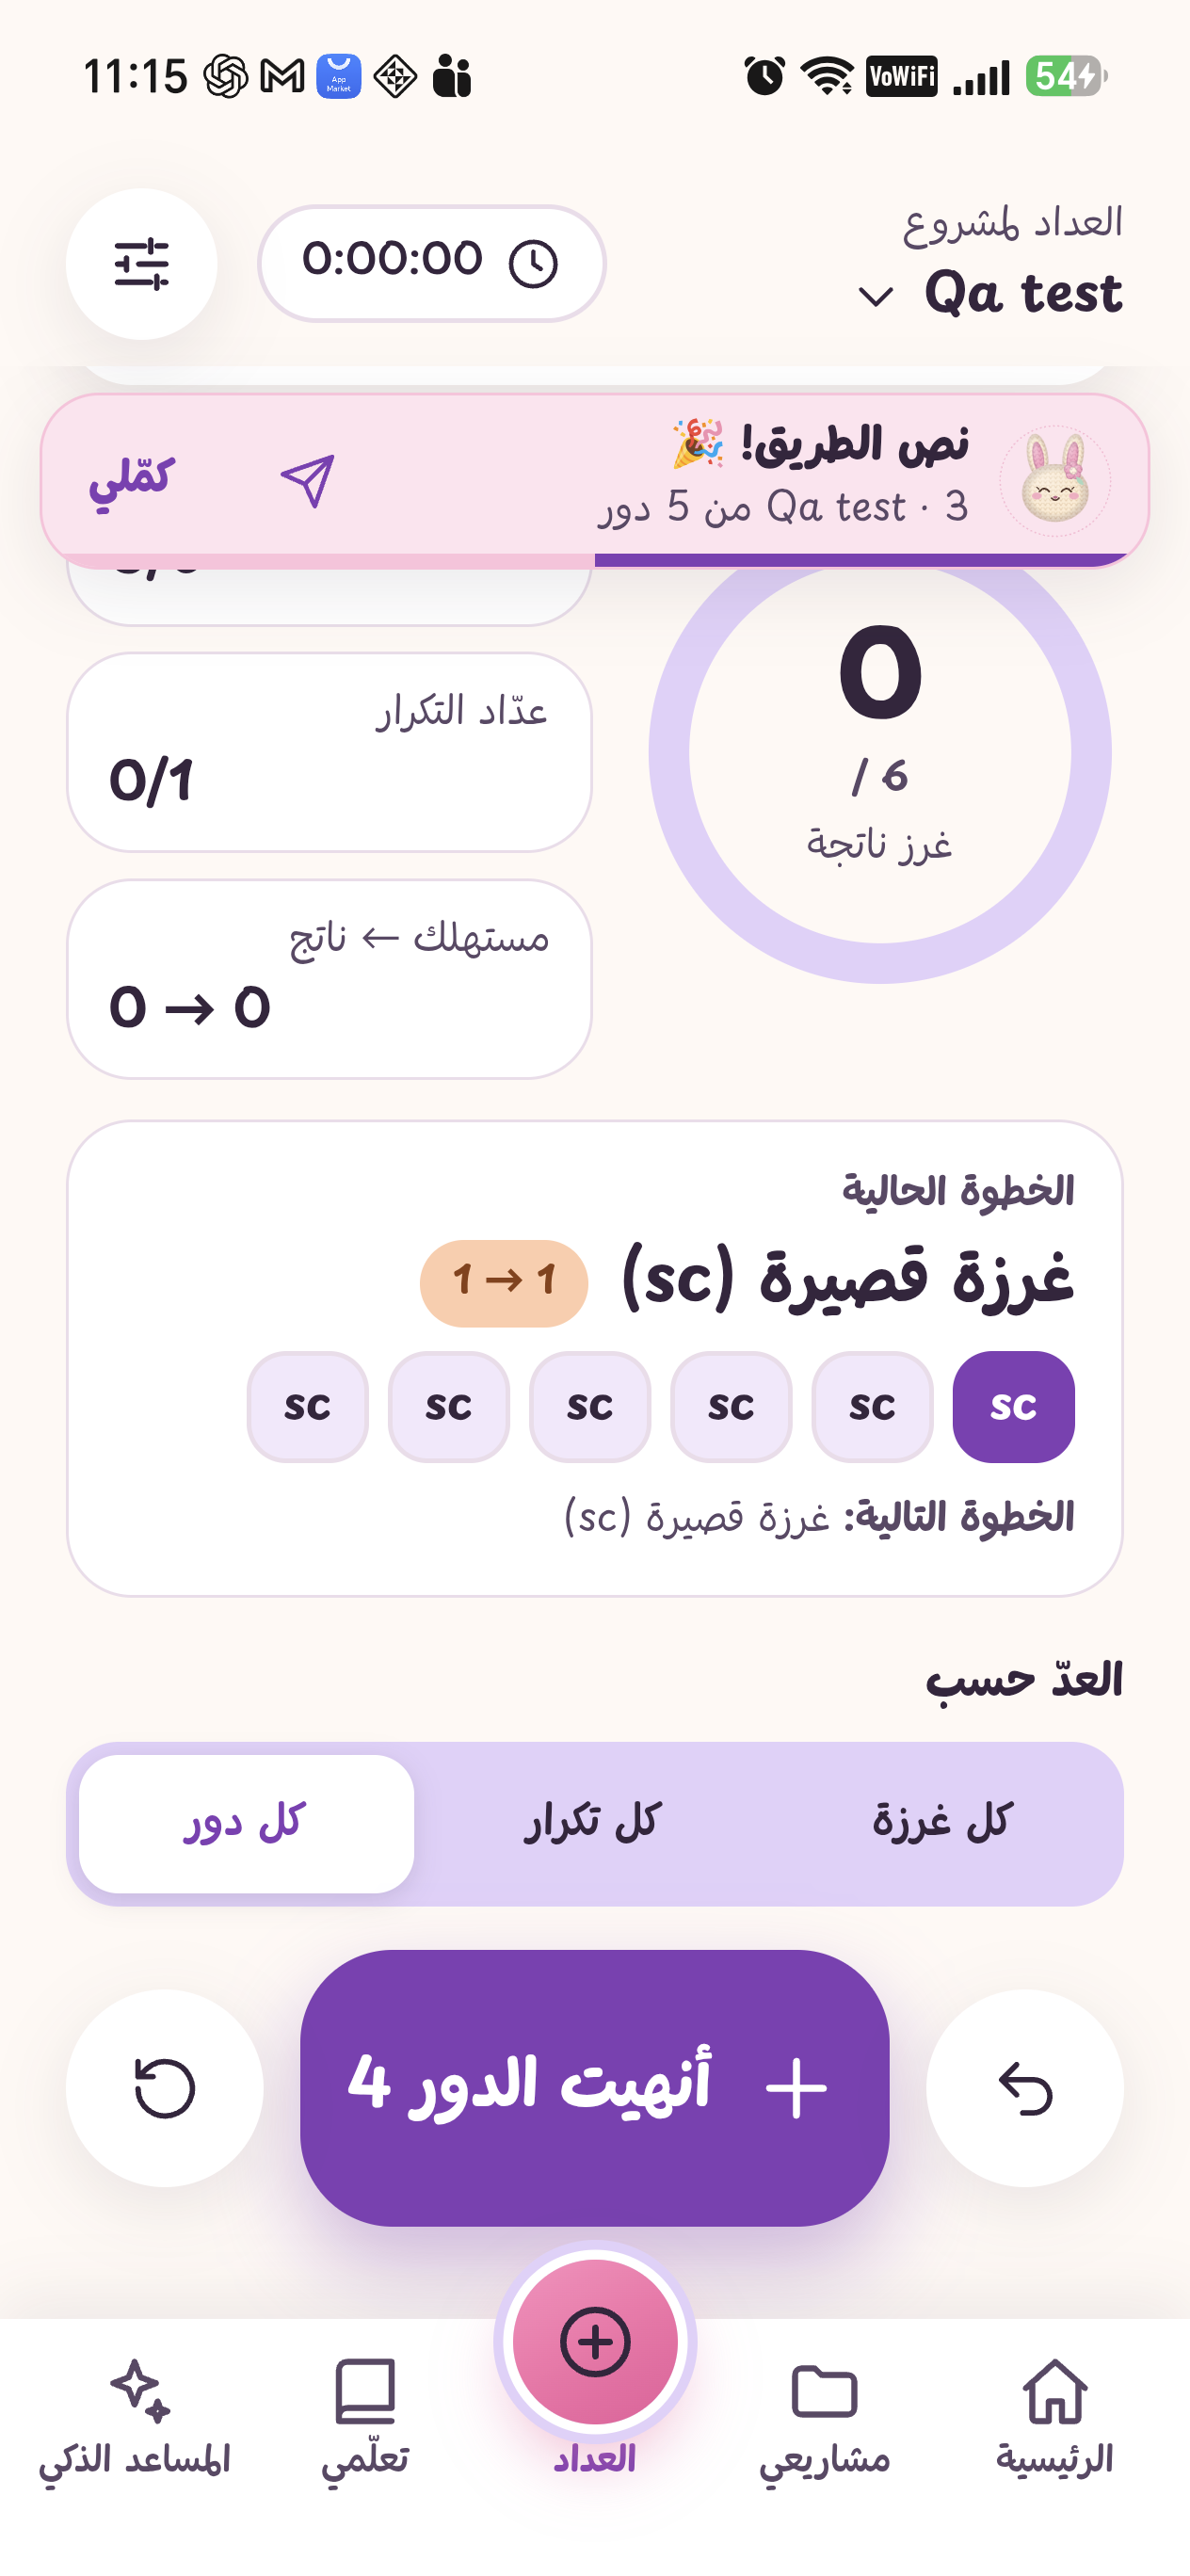 11:15
App Market
VoWiFi
54
العداد لمشروع
Qa test
0:00:00
نص الطريق! 🎉
Qa test · 3 من 5 دور
كمّلي
0
/ 6
غرز ناتجة
عدّاد التكرار
0/1
مستهلك ← ناتج
0 → 0
الخطوة الحالية
غرزة قصيرة (sc)
1 → 1
sc sc sc sc sc sc
الخطوة التالية: غرزة قصيرة (sc)
العدّ حسب
كل غرزة
كل تكرار
كل دور
+ أنهيت الدور 4
الرئيسية
مشاريعي
العداد
تعلّمي
المساعد الذكي